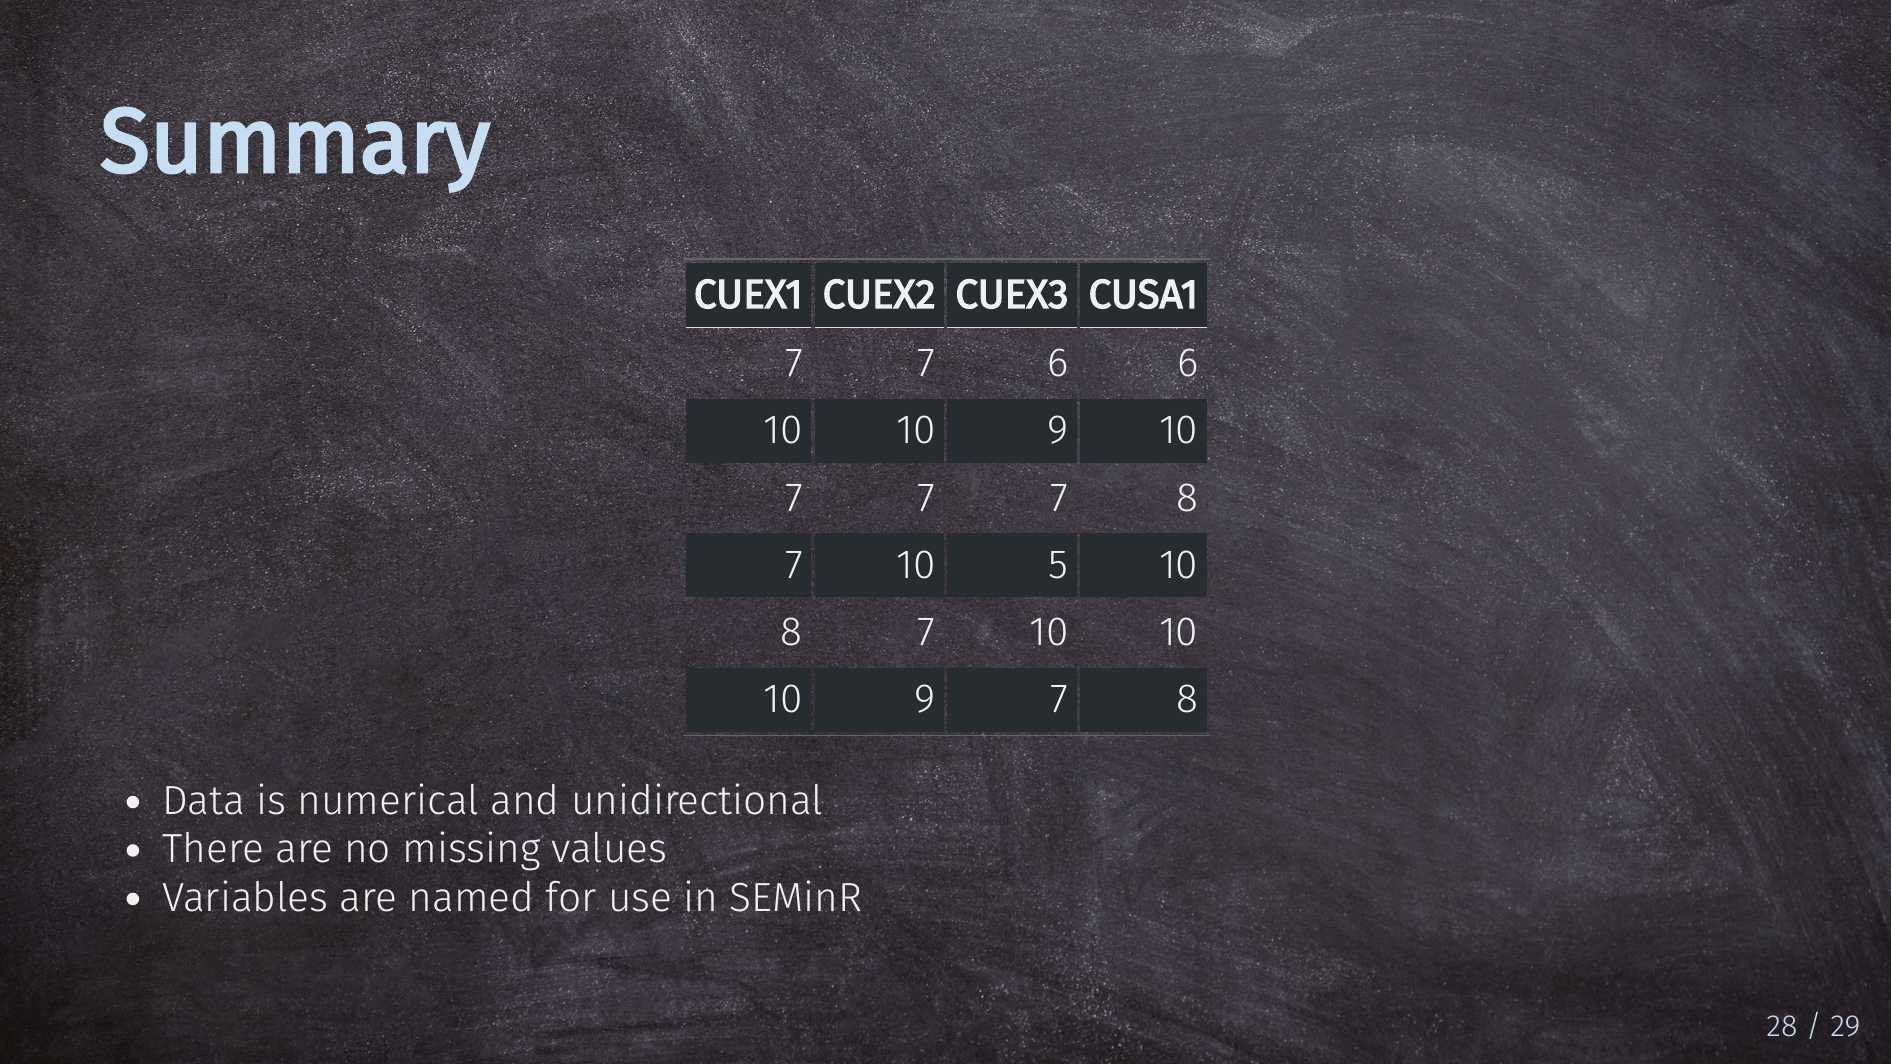 Summary
CUEX1 CUEX2 CUEX3 CUSA1
7 7 6 6
10 10 9 10
7 7 7 8
7 10 5 10
8 7 10 10
10 9 7 8
• Data is numerical and unidirectional
• There are no missing values
• Variables are named for use in SEMinR
28 / 29